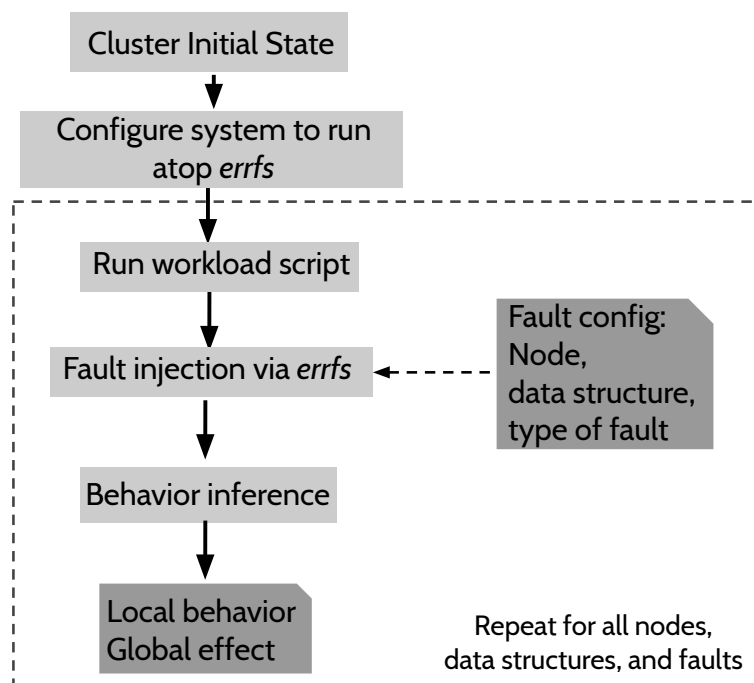 Cluster Initial State
Configure system to run
atop errfs
Run workload script
Fault injection via errfs
Fault config:
Node,
data structure,
type of fault
Behavior inference
Local behavior
Global effect
Repeat for all nodes,
data structures, and faults